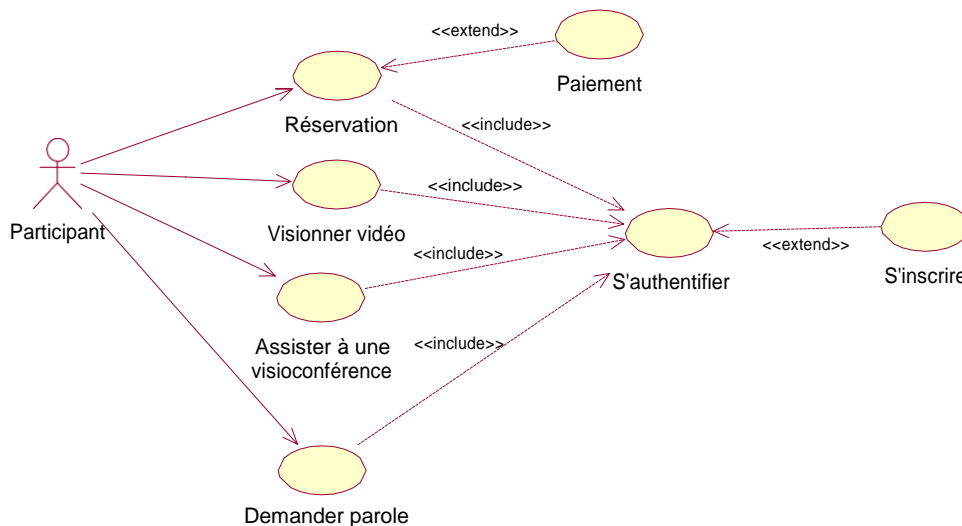 <<extend>>
Paiement
Réservation
<<include>>
Participant
<<include>>
Visionner vidéo
<<include>>
<<extend>>
S'authentifier
S'inscrire
Assister à une
visioconférence
<<include>>
Demander parole